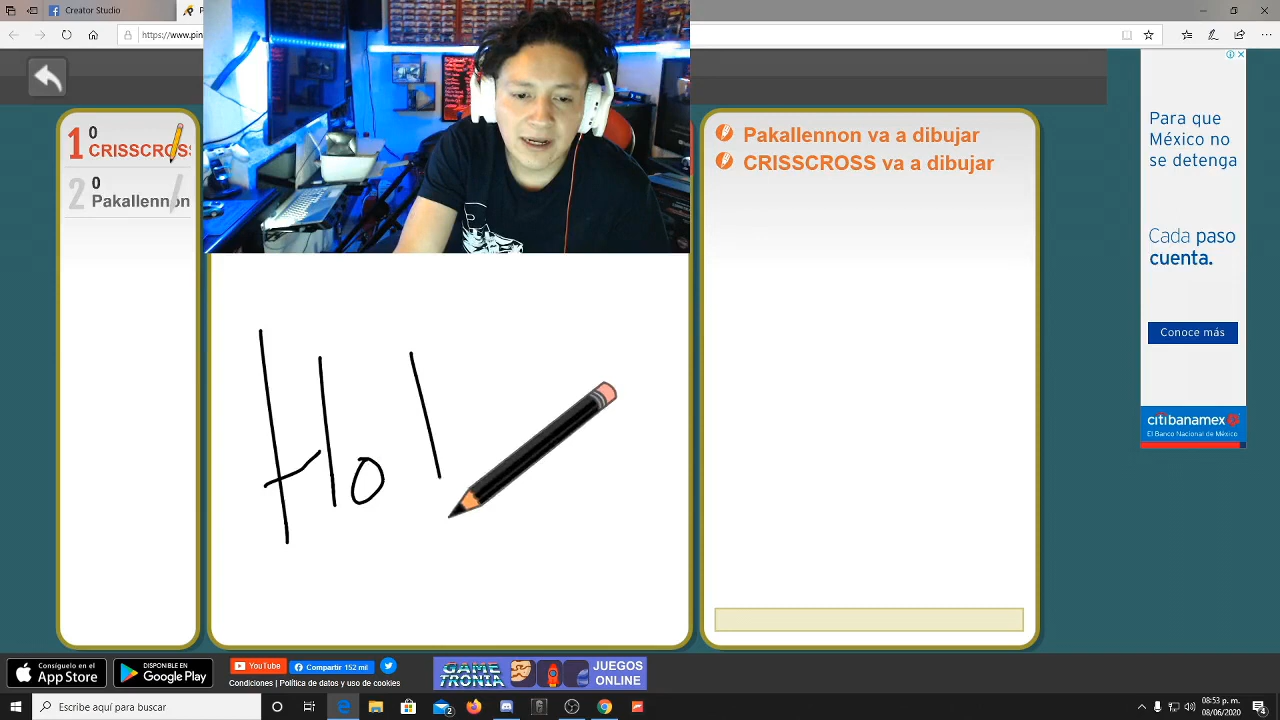 Creator Studio
https://www.pin
1
0
CRISSCROSS
2
0
Pakallennon
Pakallennon va a dibujar
CRISSCROSS va a dibujar
Hol
Para que
México no
se detenga
Cada paso
cuenta.
Conoce más
citibanamex
El Banco Nacional de México
Consíguelo en el
App Store
DISPONIBLE EN
Google Play
YouTube
Compartir 152 mil
Condiciones | Política de datos y uso de cookies
GAME
TRONIA
JUEGOS
ONLINE
Escribe aquí para buscar
2
08:53 p. m.
08/06/2020
6